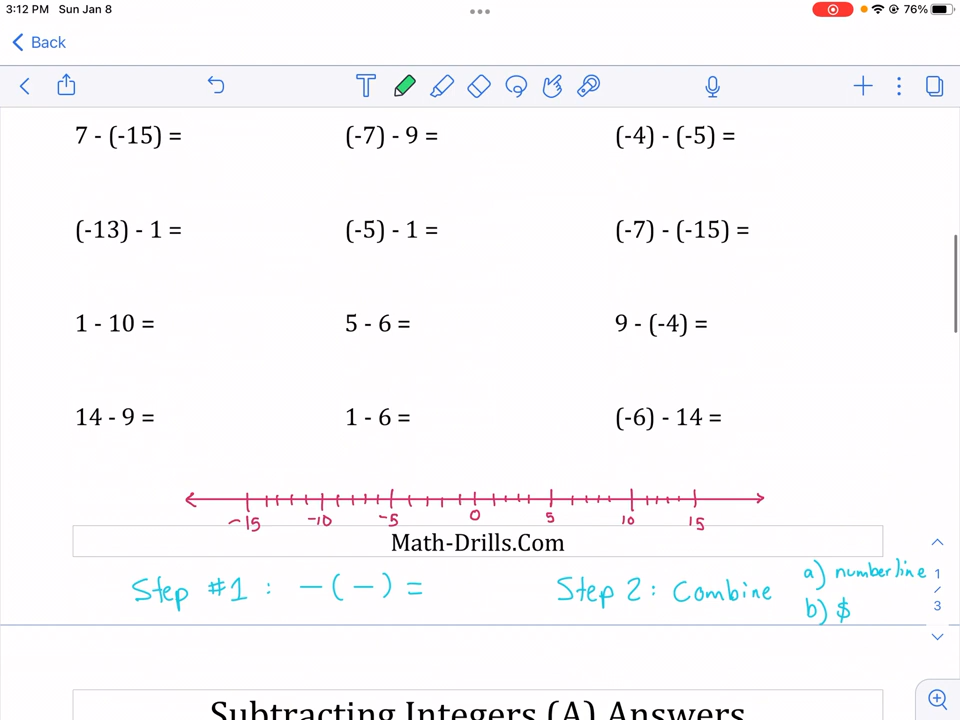 3:12 PM Sun Jan 8 76%
Back
7 - (-15) = (-7) - 9 = (-4) - (-5) =
(-13) - 1 = (-5) - 1 = (-7) - (-15) =
1 - 10 = 5 - 6 = 9 - (-4) =
14 - 9 = 1 - 6 = (-6) - 14 =
-15 -10 -5 0 5 10 15
Math-Drills.Com
Step #1 : -(-) = Step 2: Combine a) numberline
b) $
1
/
3
Subtracting Integers (A) Answers